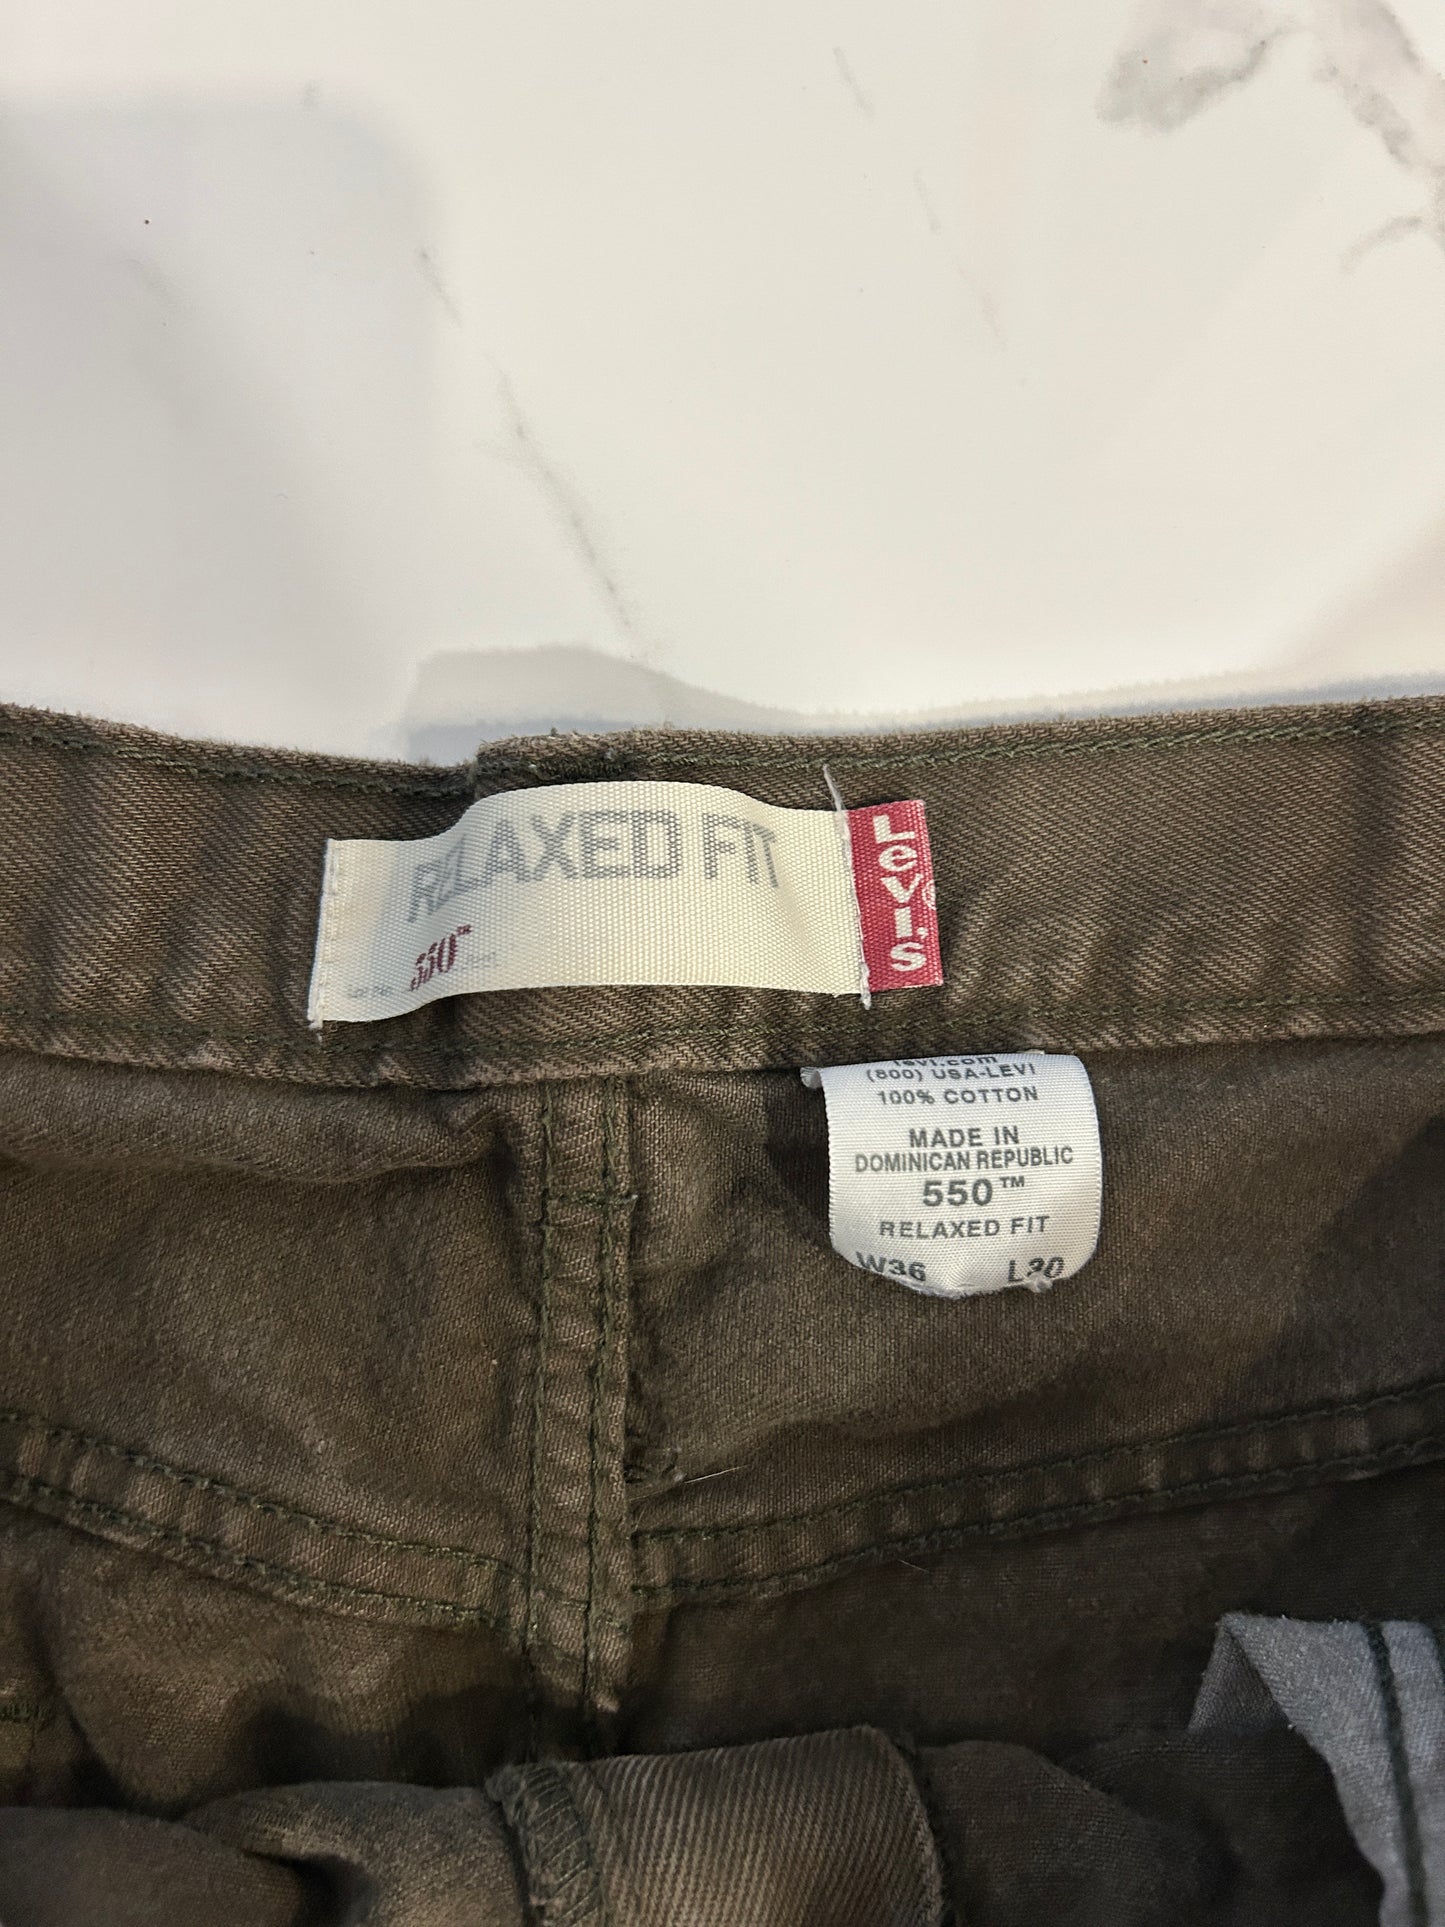 RELAXED FIT
550™
Levi's®
levi.com
(800) USA-LEVI
100% COTTON
MADE IN
DOMINICAN REPUBLIC
550™
RELAXED FIT
W36 L30